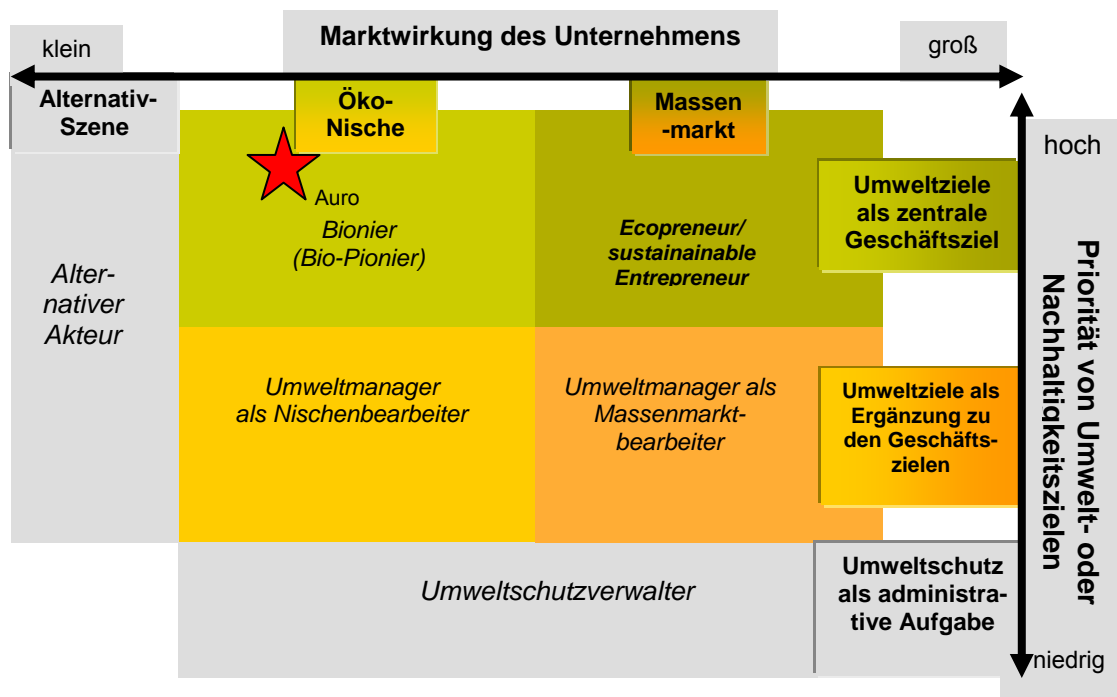 klein
Marktwirkung des Unternehmens
groß
Alternativ-
Szene
Öko-
Nische
Massen
-markt
hoch
Umweltziele
als zentrale
Geschäftsziel
Auro
Bionier
(Bio-Pionier)
Ecopreneur/
sustainainable
Entrepreneur
Alter-
nativer
Akteur
Priorität von Umwelt- oder
Nachhaltigkeitszielen
Umweltmanager
als Nischenbearbeiter
Umweltmanager als
Massenmarkt-
bearbeiter
Umweltziele als
Ergänzung zu
den Geschäfts-
zielen
Umweltschutzverwalter
Umweltschutz
als administra-
tive Aufgabe
niedrig